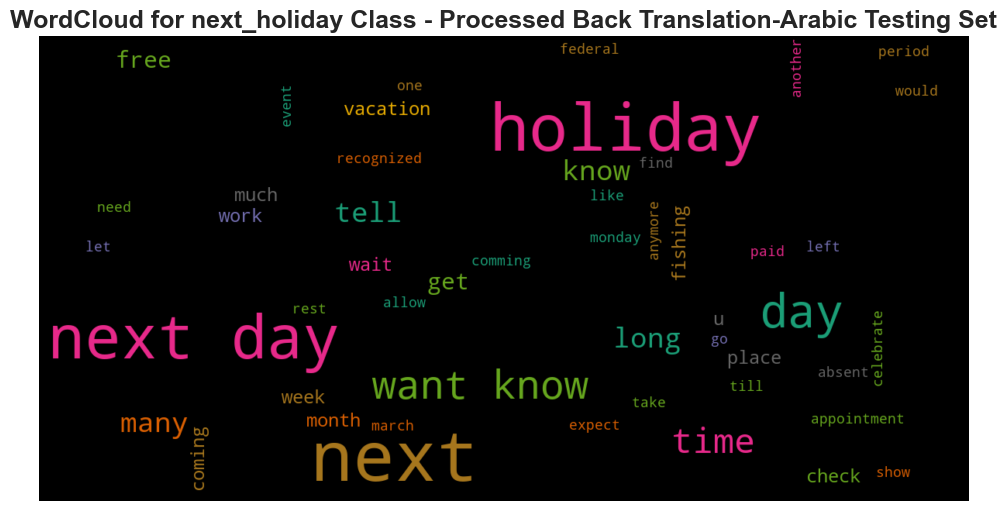 WordCloud for next_holiday Class - Processed Back Translation-Arabic Testing Set
free
federal
another
period
event
one
vacation
would
holiday
recognized
know
find
need
much
work
tell
like
let
monday
anymore
fishing
paid
left
wait
comming
get
allow
rest
next day
day
long
u
go
place
celebrate
absent
want know
till
week
take
many
month
march
expect
appointment
time
coming
next
check
show